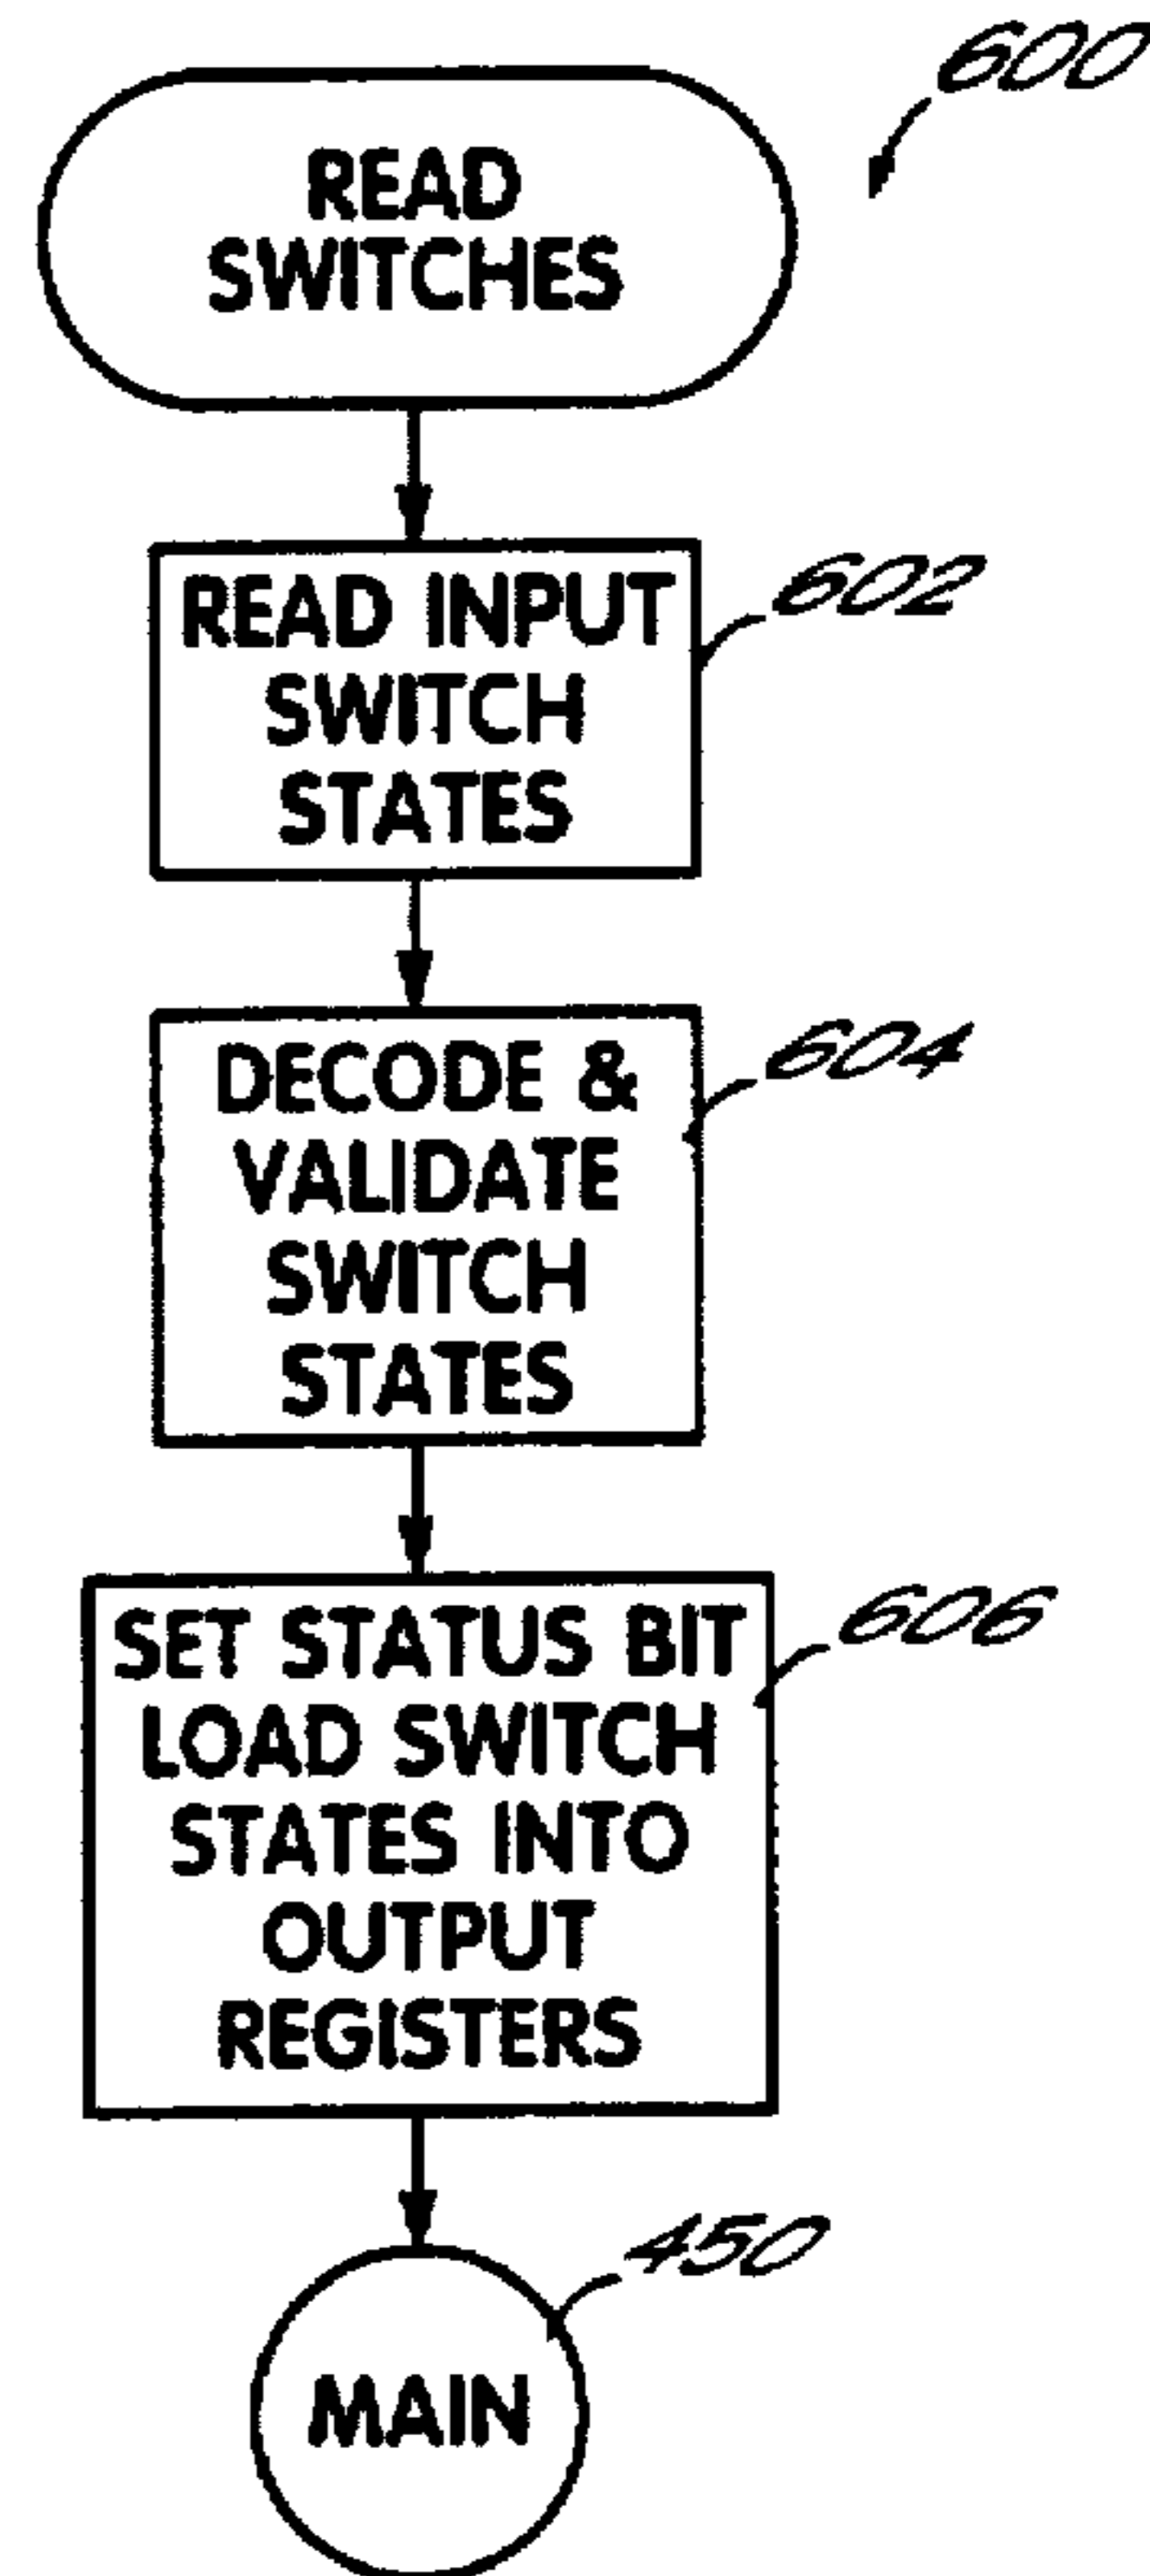 600
READ
SWITCHES
READ INPUT
SWITCH
STATES
602
DECODE &
VALIDATE
SWITCH
STATES
604
SET STATUS BIT
LOAD SWITCH
STATES INTO
OUTPUT
REGISTERS
606
MAIN
450